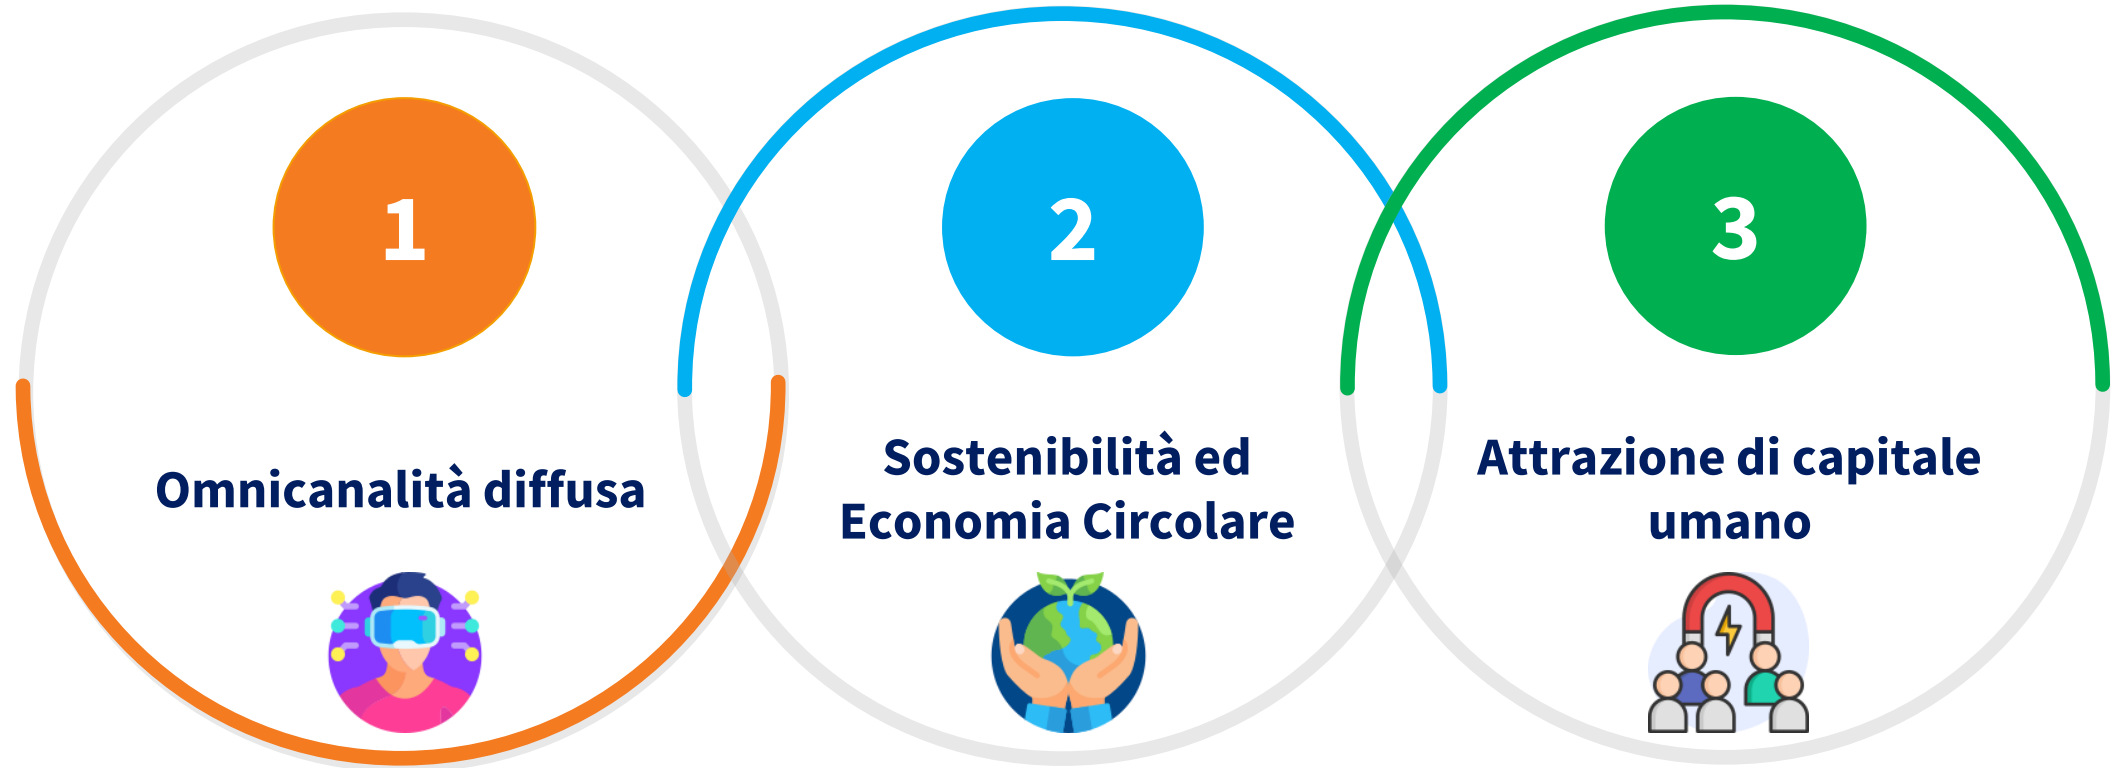 1
Omnicanalità diffusa
2
Sostenibilità ed
Economia Circolare
3
Attrazione di capitale
umano